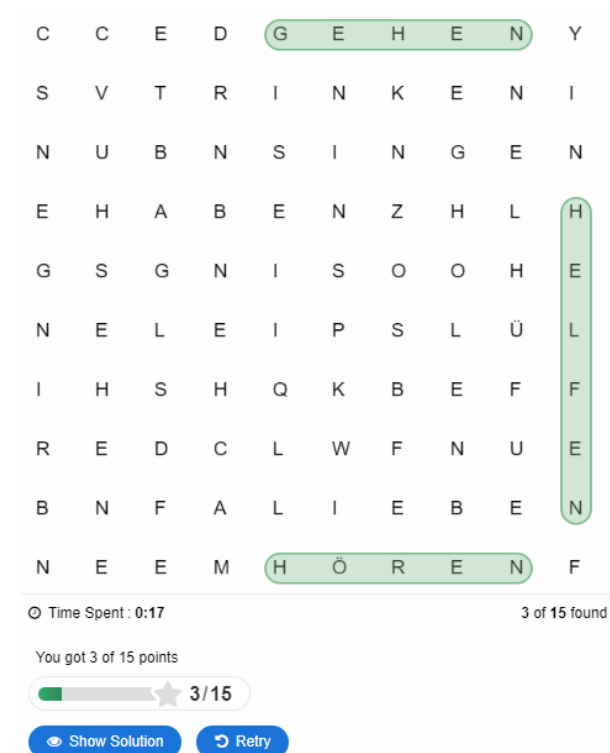 C C E D G E H E N Y
S V T R I N K E N I
N U B N S I N G E N
E H A B E N Z H L H
G S G N I S O O H E
N E L E I P S L Ü L
I H S H Q K B E F F
R E D C L W F N U E
B N F A L I E B E N
N E E M H Ö R E N F
Time Spent : 0:17 3 of 15 found
You got 3 of 15 points
3/15
Show Solution Retry